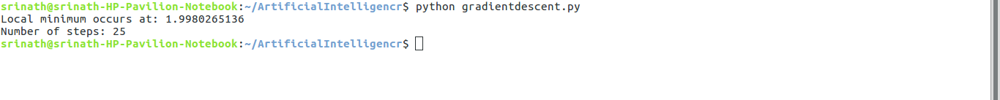 srinath@srinath-HP-Pavilion-Notebook:~/ArtificialIntelligencr$ python gradientdescent.py
Local minimum occurs at: 1.9980265136
Number of steps: 25
srinath@srinath-HP-Pavilion-Notebook:~/ArtificialIntelligencr$